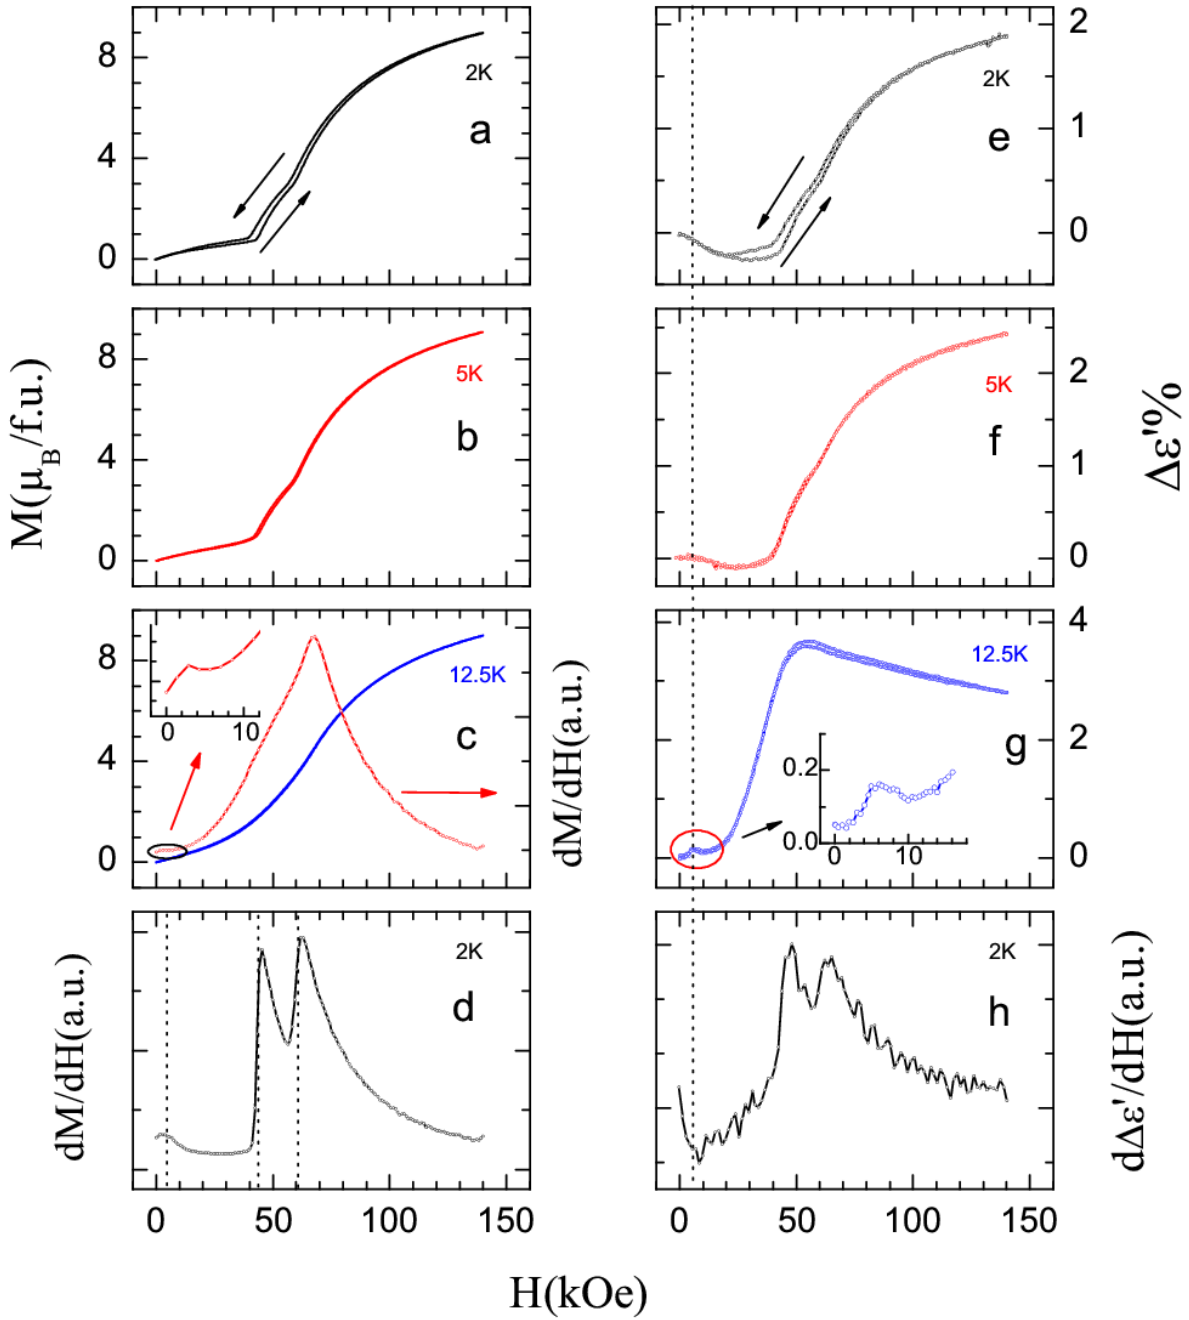 8
4
0
2K
a
2
1
0
2K
e
M(μB/f.u.)
8
4
0
5K
b
2
1
0
5K
f
Δε'%
8
4
0
0 10
12.5K
c
dM/dH(a.u.)
4
2
0
12.5K
g
0.2
0.0
0 10
dM/dH(a.u.)
2K
d
0 50 100 150
2K
h
0 50 100 150
dΔε'/dH(a.u.)
H(kOe)